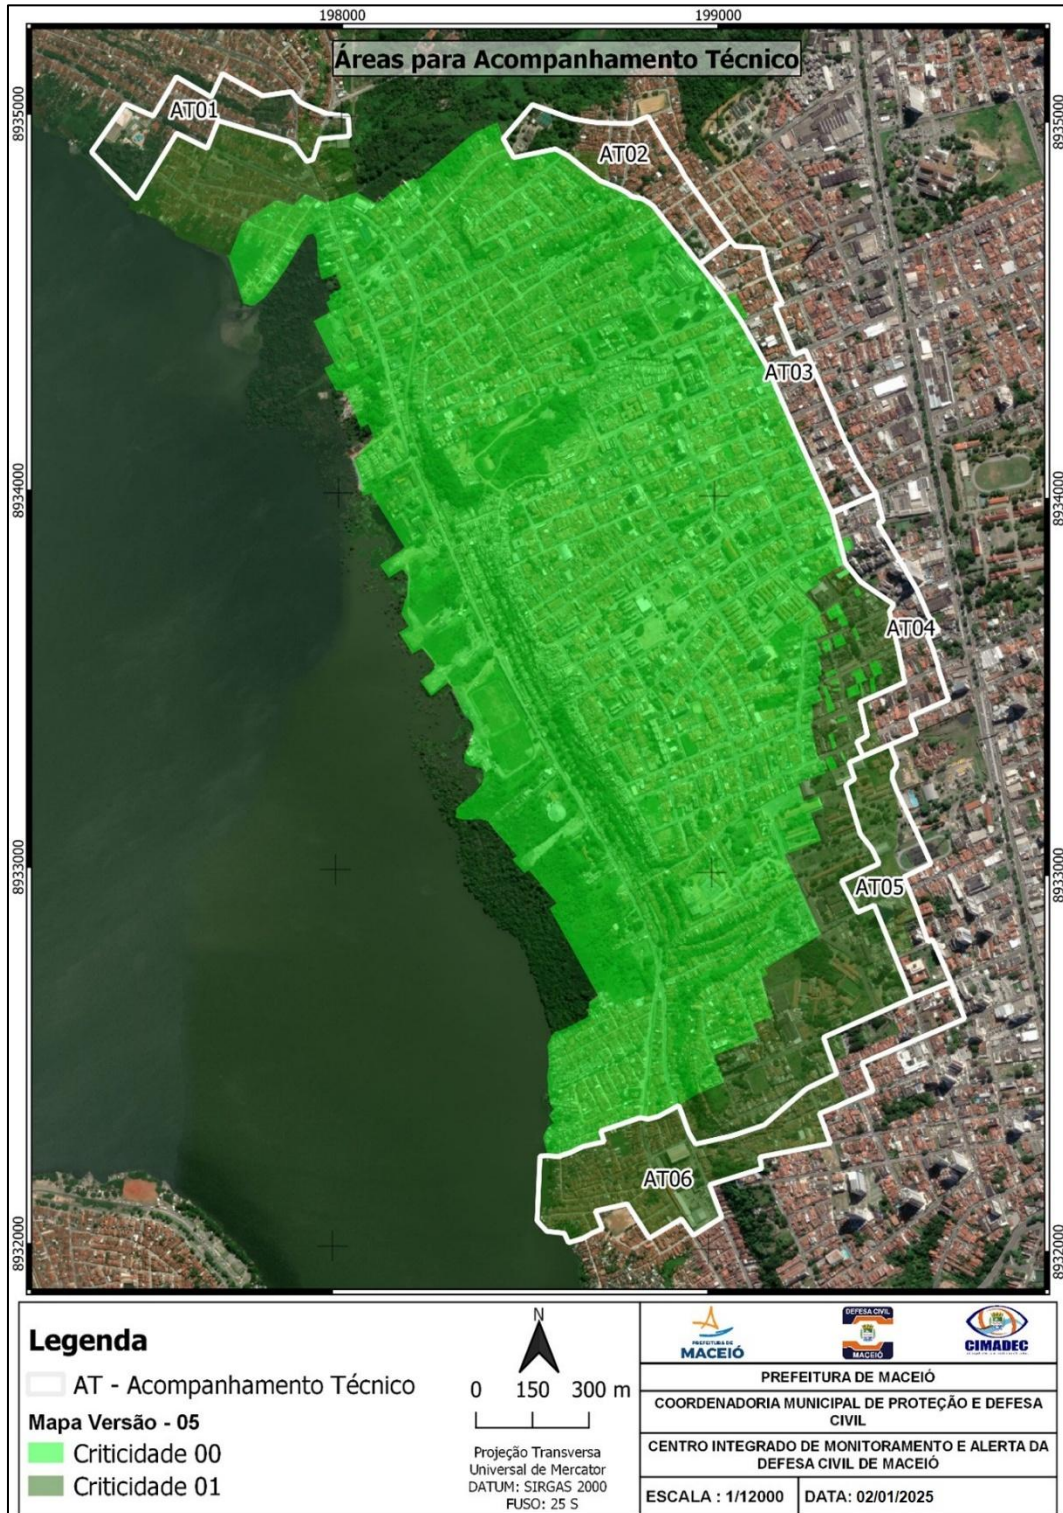 198000
199000
Áreas para Acompanhamento Técnico
8935000
8935000
AT01
AT02
AT03
8934000
8934000
AT04
8933000
8933000
AT05
AT06
8932000
8932000
Legenda
AT - Acompanhamento Técnico
Mapa Versão - 05
Criticidade 00
Criticidade 01
N
0 150 300 m
Projeção Transversa
Universal de Mercator
DATUM: SIRGAS 2000
FUSO: 25 S
PREFEITURA DE
MACEIÓ
DEFESA CIVIL
MACEIÓ
CIMADEC
PREFEITURA DE MACEIÓ
COORDENADORIA MUNICIPAL DE PROTEÇÃO E DEFESA
CIVIL
CENTRO INTEGRADO DE MONITORAMENTO E ALERTA DA
DEFESA CIVIL DE MACEIÓ
ESCALA : 1/12000
DATA: 02/01/2025